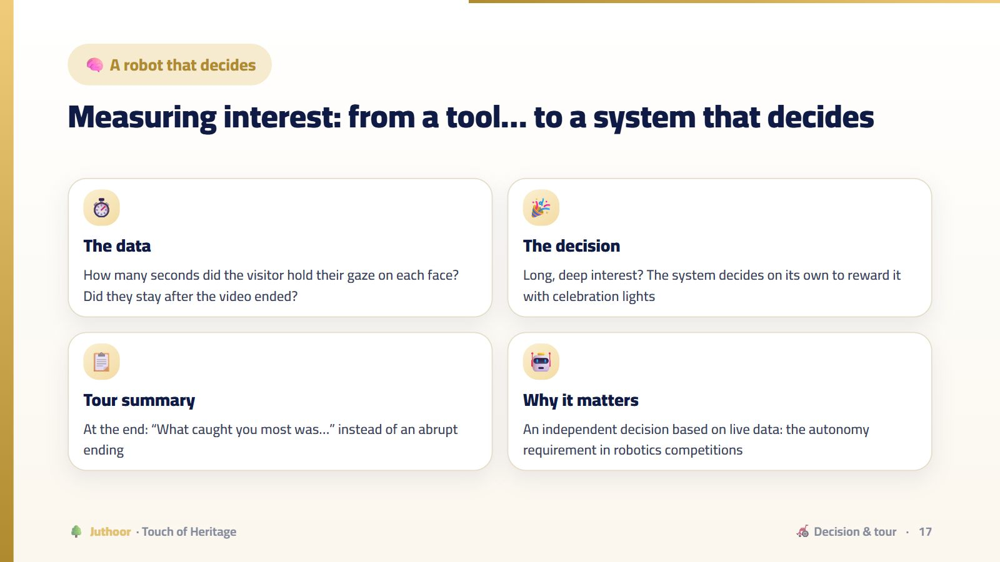 A robot that decides
Measuring interest: from a tool... to a system that decides
The data
How many seconds did the visitor hold their gaze on each face?
Did they stay after the video ended?
The decision
Long, deep interest? The system decides on its own to reward it
with celebration lights
Tour summary
At the end: “What caught you most was...” instead of an abrupt
ending
Why it matters
An independent decision based on live data: the autonomy
requirement in robotics competitions
Juthoor · Touch of Heritage
Decision & tour · 17